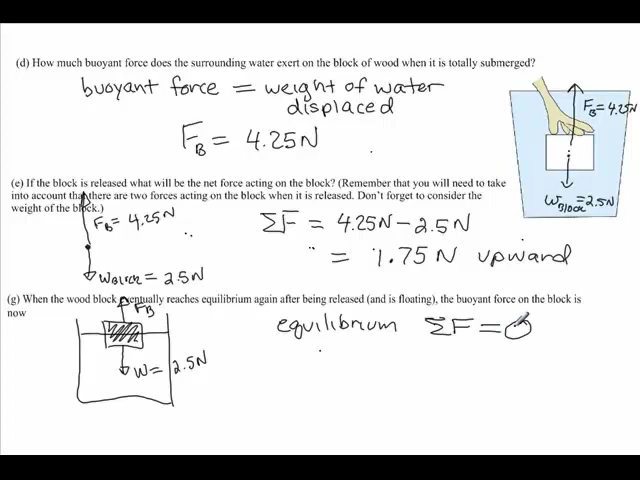 (d) How much buoyant force does the surrounding water exert on the block of wood when it is totally submerged?
buoyant force = weight of water
displaced
F_B = 4.25N
F_B = 4.25N
W_Block = 2.5N
(e) If the block is released what will be the net force acting on the block? (Remember that you will need to take
into account that there are two forces acting on the block when it is released. Don't forget to consider the
weight of the block.)
F_B = 4.25N
W_Block = 2.5N
ΣF = 4.25N - 2.5N
= 1.75N upward
(g) When the wood block eventually reaches equilibrium again after being released (and is floating), the buoyant force on the block is
now
F_B
W = 2.5N
equilibrium ΣF = 0